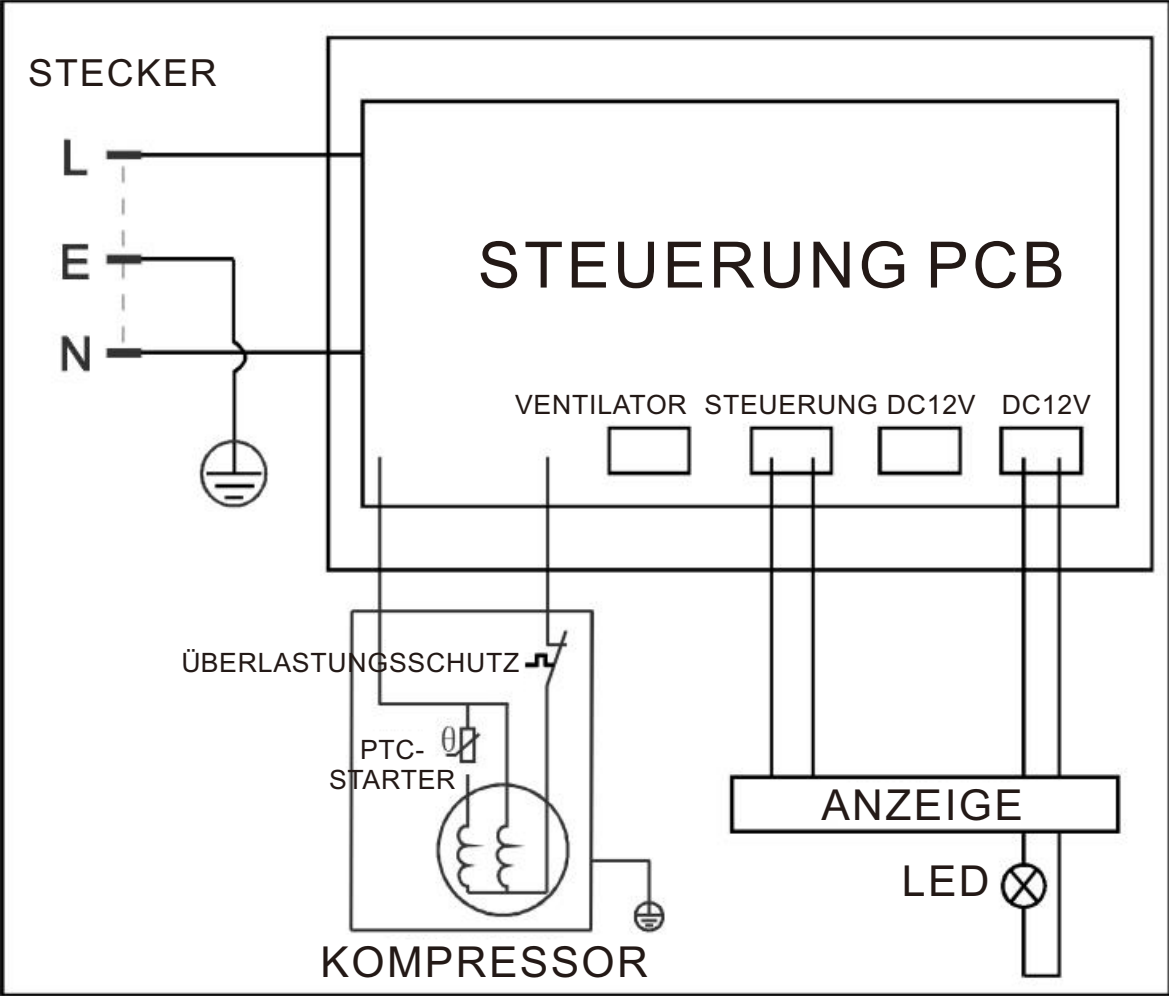 STECKER
L
E
N
STEUERUNG PCB
VENTILATOR STEUERUNG DC12V DC12V
ÜBERLASTUNGSSCHUTZ
θ
PTC-
STARTER
ANZEIGE
LED
KOMPRESSOR